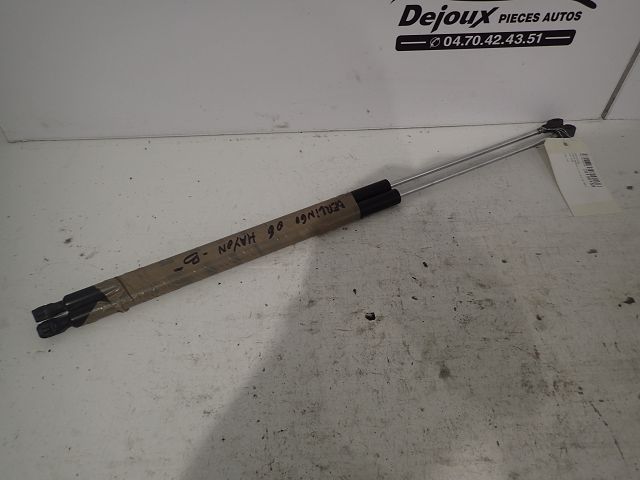 Dejoux PIECES AUTOS
✆ 04.70.42.43.51
BERLINGO 06 HAYON - B -